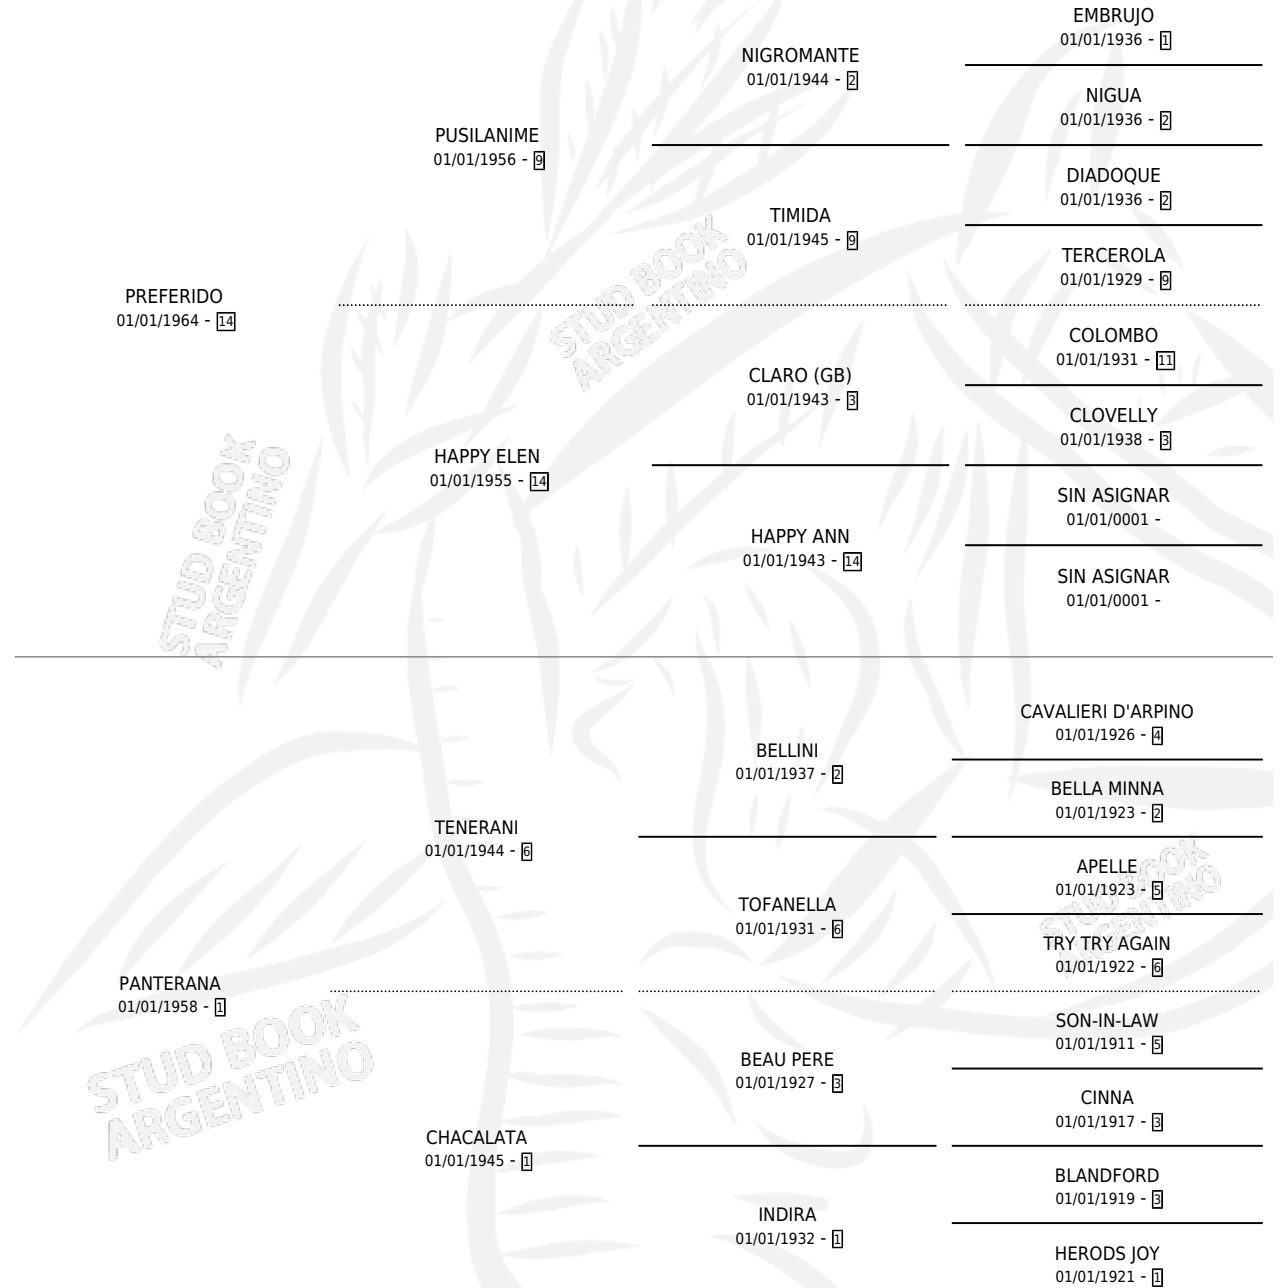 EMBRUJO
01/01/1936 - 1
NIGROMANTE
01/01/1944 - 2
NIGUA
01/01/1936 - 2
PUSILANIME
01/01/1956 - 9
DIADOQUE
01/01/1936 - 2
TIMIDA
01/01/1945 - 9
TERCEROLA
01/01/1929 - 9
PREFERIDO
01/01/1964 - 14
COLOMBO
01/01/1931 - 11
CLARO (GB)
01/01/1943 - 3
CLOVELLY
01/01/1938 - 3
HAPPY ELEN
01/01/1955 - 14
SIN ASIGNAR
01/01/0001 -
HAPPY ANN
01/01/1943 - 14
SIN ASIGNAR
01/01/0001 -
CAVALIERI D'ARPINO
01/01/1926 - 4
BELLINI
01/01/1937 - 2
BELLA MINNA
01/01/1923 - 2
TENERANI
01/01/1944 - 6
APELLE
01/01/1923 - 5
TOFANELLA
01/01/1931 - 6
TRY TRY AGAIN
01/01/1922 - 6
PANTERANA
01/01/1958 - 1
SON-IN-LAW
01/01/1911 - 5
BEAU PERE
01/01/1927 - 3
CINNA
01/01/1917 - 3
CHACALATA
01/01/1945 - 1
BLANDFORD
01/01/1919 - 3
INDIRA
01/01/1932 - 1
HERODS JOY
01/01/1921 - 1
STUD BOOK
ARGENTINO
STUD BOOK
ARGENTINO
STUD BOOK
ARGENTINO
STUD BOOK
ARGENTINO